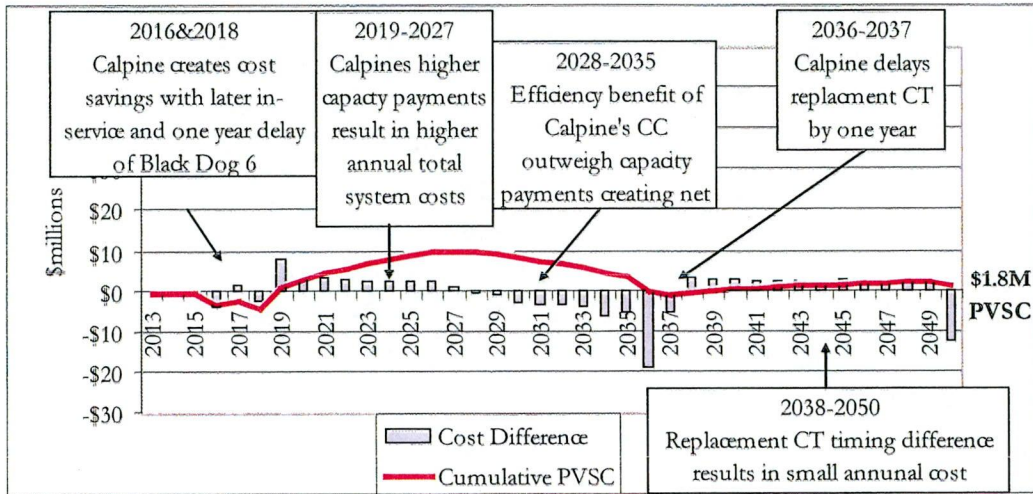 2016&2018
Calpine creates cost
savings with later in-
service and one year delay
of Black Dog 6
2019-2027
Calpines higher
capacity payments
result in higher
annual total
system costs
2028-2035
Efficiency benefit of
Calpine's CC
outweigh capacity
payments creating net
2036-2037
Calpine delays
replacment CT
by one year
$millions
$20
$10
$0
-$10
-$20
-$30
2013
2015
2017
2019
2021
2023
2025
2027
2029
2031
2033
2035
2037
2039
2041
2043
2045
2047
2049
$1.8M
PVSC
Cost Difference
Cumulative PVSC
2038-2050
Replacement CT timing difference
results in small annunal cost